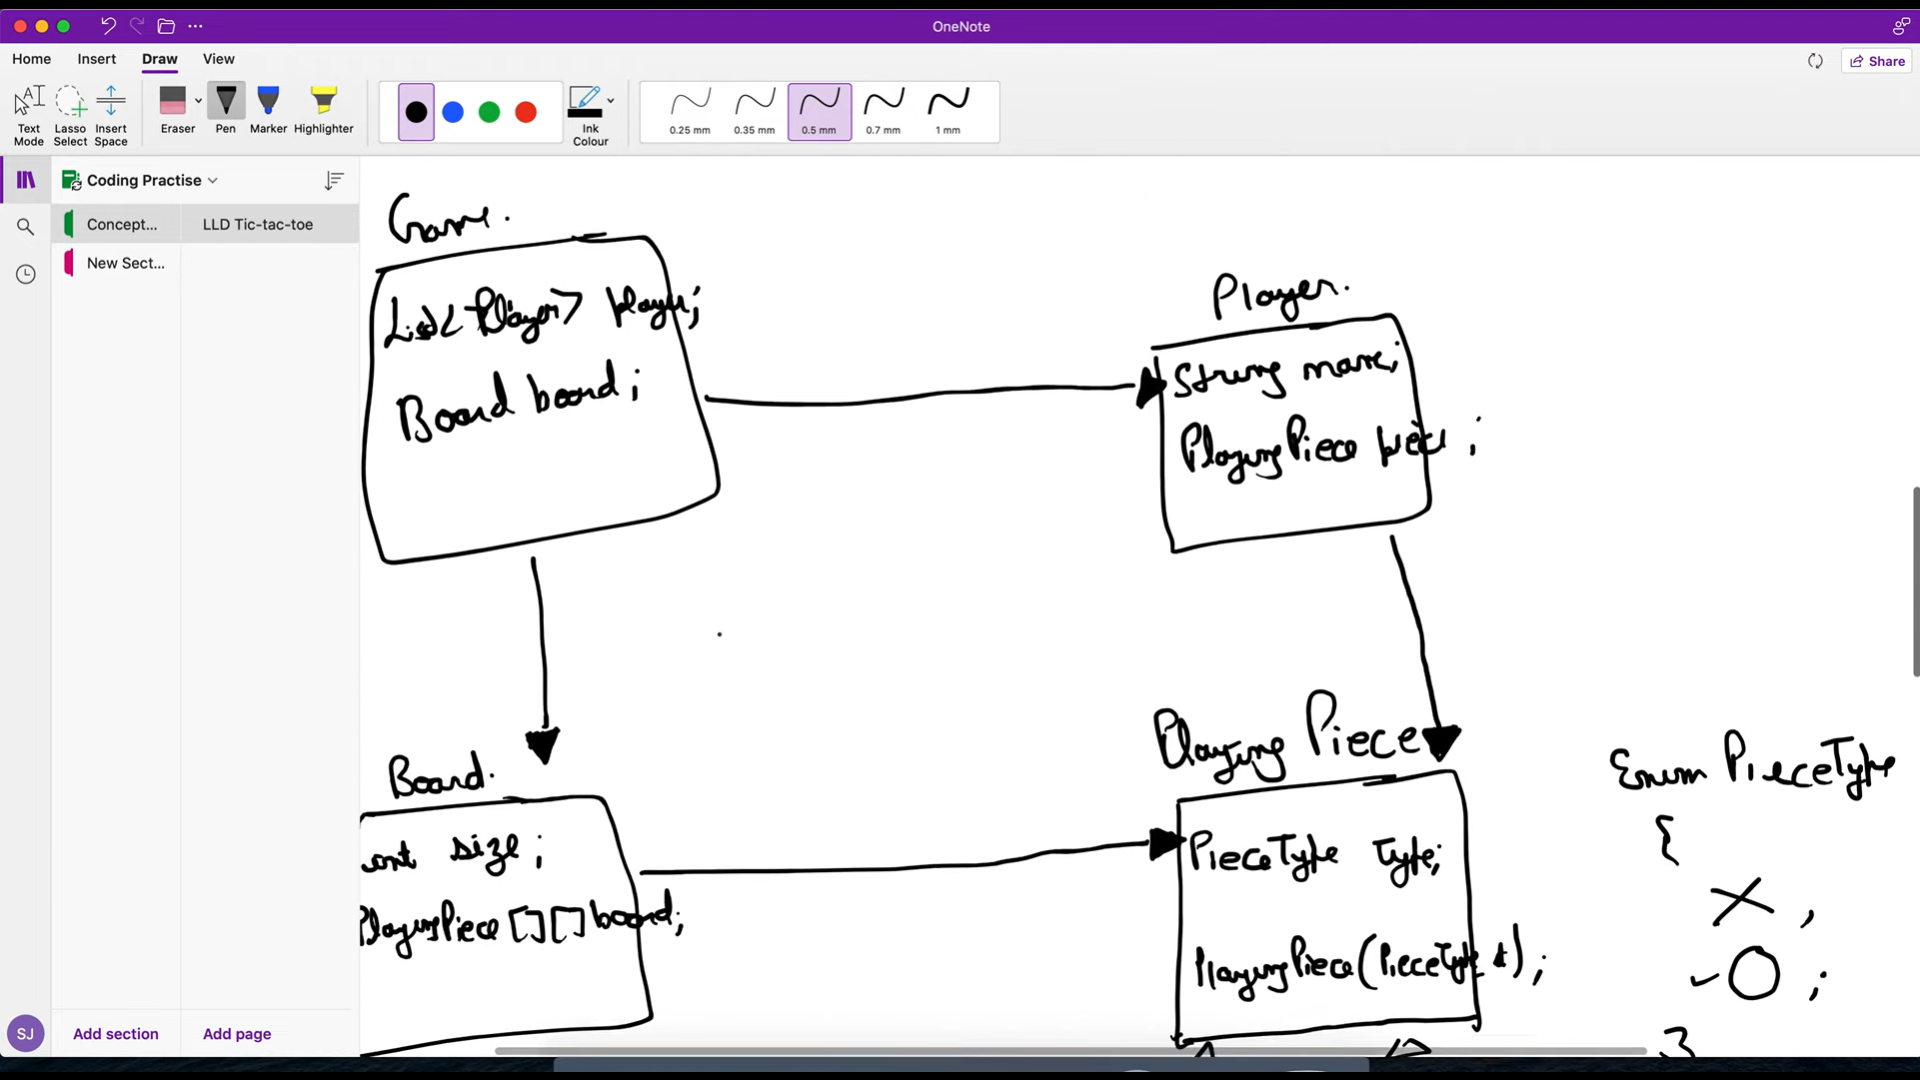 OneNote
Home Insert Draw View
Share
Text Mode
Lasso Select
Insert Space
Eraser
Pen
Marker
Highlighter
Ink Colour
0.25 mm
0.35 mm
0.5 mm
0.7 mm
1 mm
Coding Practise
Concept...
LLD Tic-tac-toe
New Sect...
Game.
List<Player> player;
Board board;
Player.
String name;
PlayingPiece piece;
Board.
int size;
PlayingPiece[][] board;
Playing Piece
PieceType Type;
PlayingPiece(PieceType t);
Enum PieceType
{
X,
O;
}
SJ
Add section
Add page